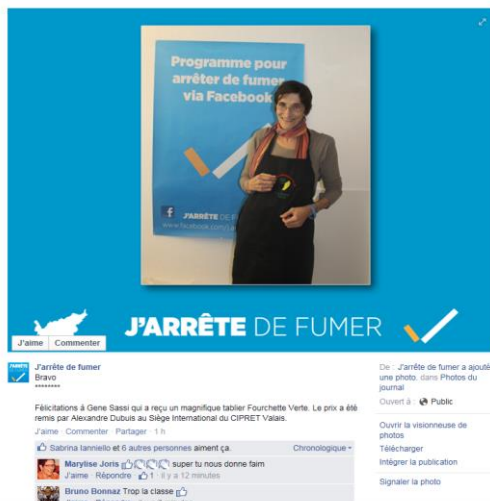 Programme pour
arrêter de fumer
via Facebook
J'ARRÊTE DE F
www.facebook.com/
J'ARRÊTE DE FUMER
J'aime Commenter
J'arrête de fumer
Bravo
*******
Félicitations à Gene Sassi qui a reçu un magnifique tablier Fourchette Verte. Le prix a été
remis par Alexandre Dubuis au Siège International du CIPRET Valais.
J'aime · Commenter · Partager · 1 h
Sabrina Ianniello et 6 autres personnes aiment ça.
Chronologique
Marylise Joris super tu nous donne faim
J'aime · Répondre · 1 · il y a 12 minutes
Bruno Bonnaz Trop la classe
De : J'arrête de fumer a ajouté
une photo. dans Photos du
journal
Ouvert à : Public
Ouvrir la visionneuse de
photos
Télécharger
Intégrer la publication
Signaler la photo